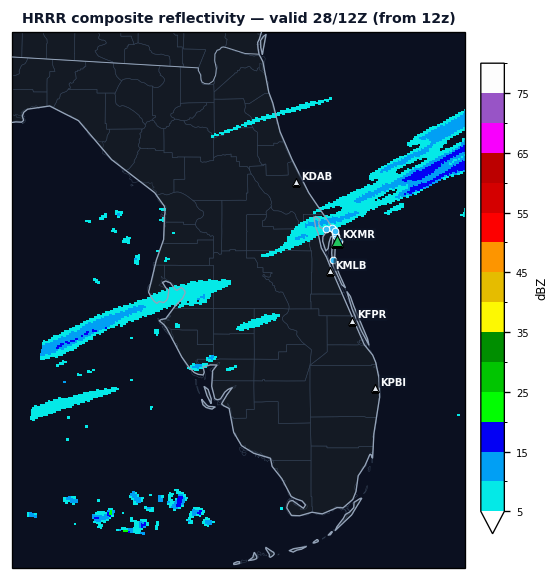 HRRR composite reflectivity — valid 28/12Z (from 12z)
KDAB
KXMR
KMLB
KFPR
KPBI
75
65
55
45
35
25
15
5
dBZ